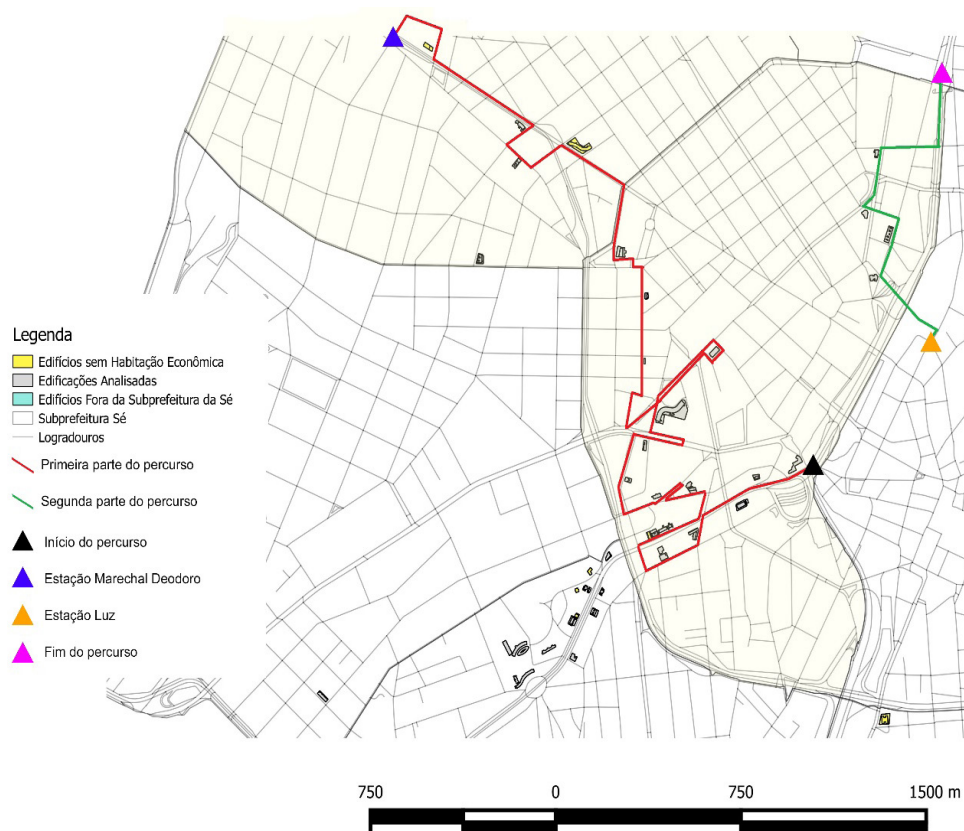 Legenda
Edifícios sem Habitação Econômica
Edificações Analisadas
Edifícios Fora da Subprefeitura da Sé
Subprefeitura Sé
Logradouros
Primeira parte do percurso
Segunda parte do percurso
Início do percurso
Estação Marechal Deodoro
Estação Luz
Fim do percurso
750 0 750 1500 m